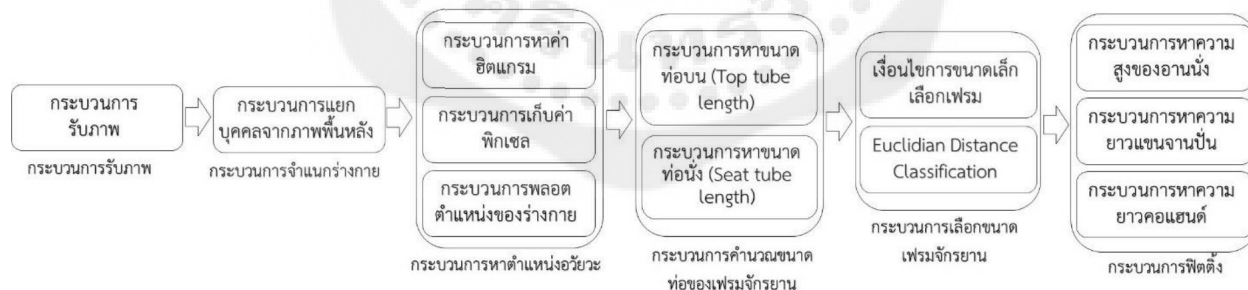 กระบวนการ
รับภาพ
กระบวนการรับภาพ
กระบวนการแยก
บุคคลจากภาพพื้นหลัง
กระบวนการจำแนกร่างกาย
กระบวนการหาค่า
ฮิตแกรม
กระบวนการเก็บค่า
พิกเซล
กระบวนการพลอต
ตำแหน่งของร่างกาย
กระบวนการหาตำแหน่งอวัยวะ
กระบวนการหาขนาด
ท่อบน (Top tube
length)
กระบวนการหาขนาด
ท่อนั่ง (Seat tube
length)
กระบวนการคำนวณขนาด
ท่อของเฟรมจักรยาน
เงื่อนไขการขนาดเล็ก
เลือกเฟรม
Euclidian Distance
Classification
กระบวนการเลือกขนาด
เฟรมจักรยาน
กระบวนการหาความ
สูงของอานนั่ง
กระบวนการหาความ
ยาวแขนจานปั่น
กระบวนการหาความ
ยาวคอแฮนด์
กระบวนการฟิตติ้ง